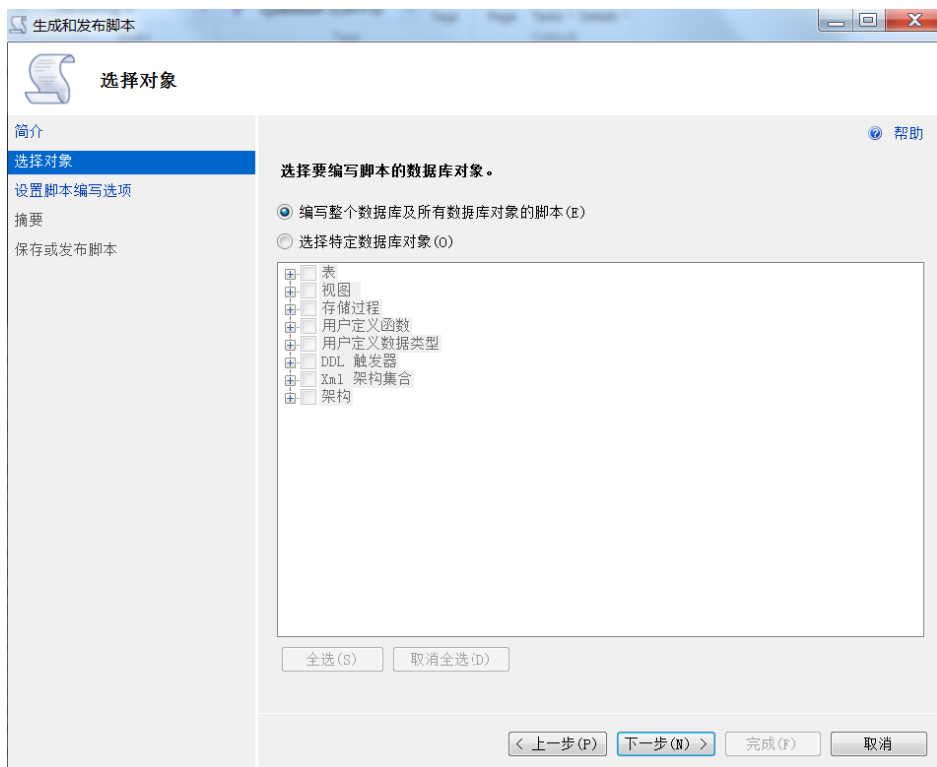 生成和发布脚本
选择对象
简介
选择对象
设置脚本编写选项
摘要
保存或发布脚本
帮助
选择要编写脚本的数据库对象。
编写整个数据库及所有数据库对象的脚本(E)
选择特定数据库对象(O)
表
视图
存储过程
用户定义函数
用户定义数据类型
DDL 触发器
Xml 架构集合
架构
全选(S)
取消全选(D)
< 上一步(P)
下一步(N) >
完成(F)
取消